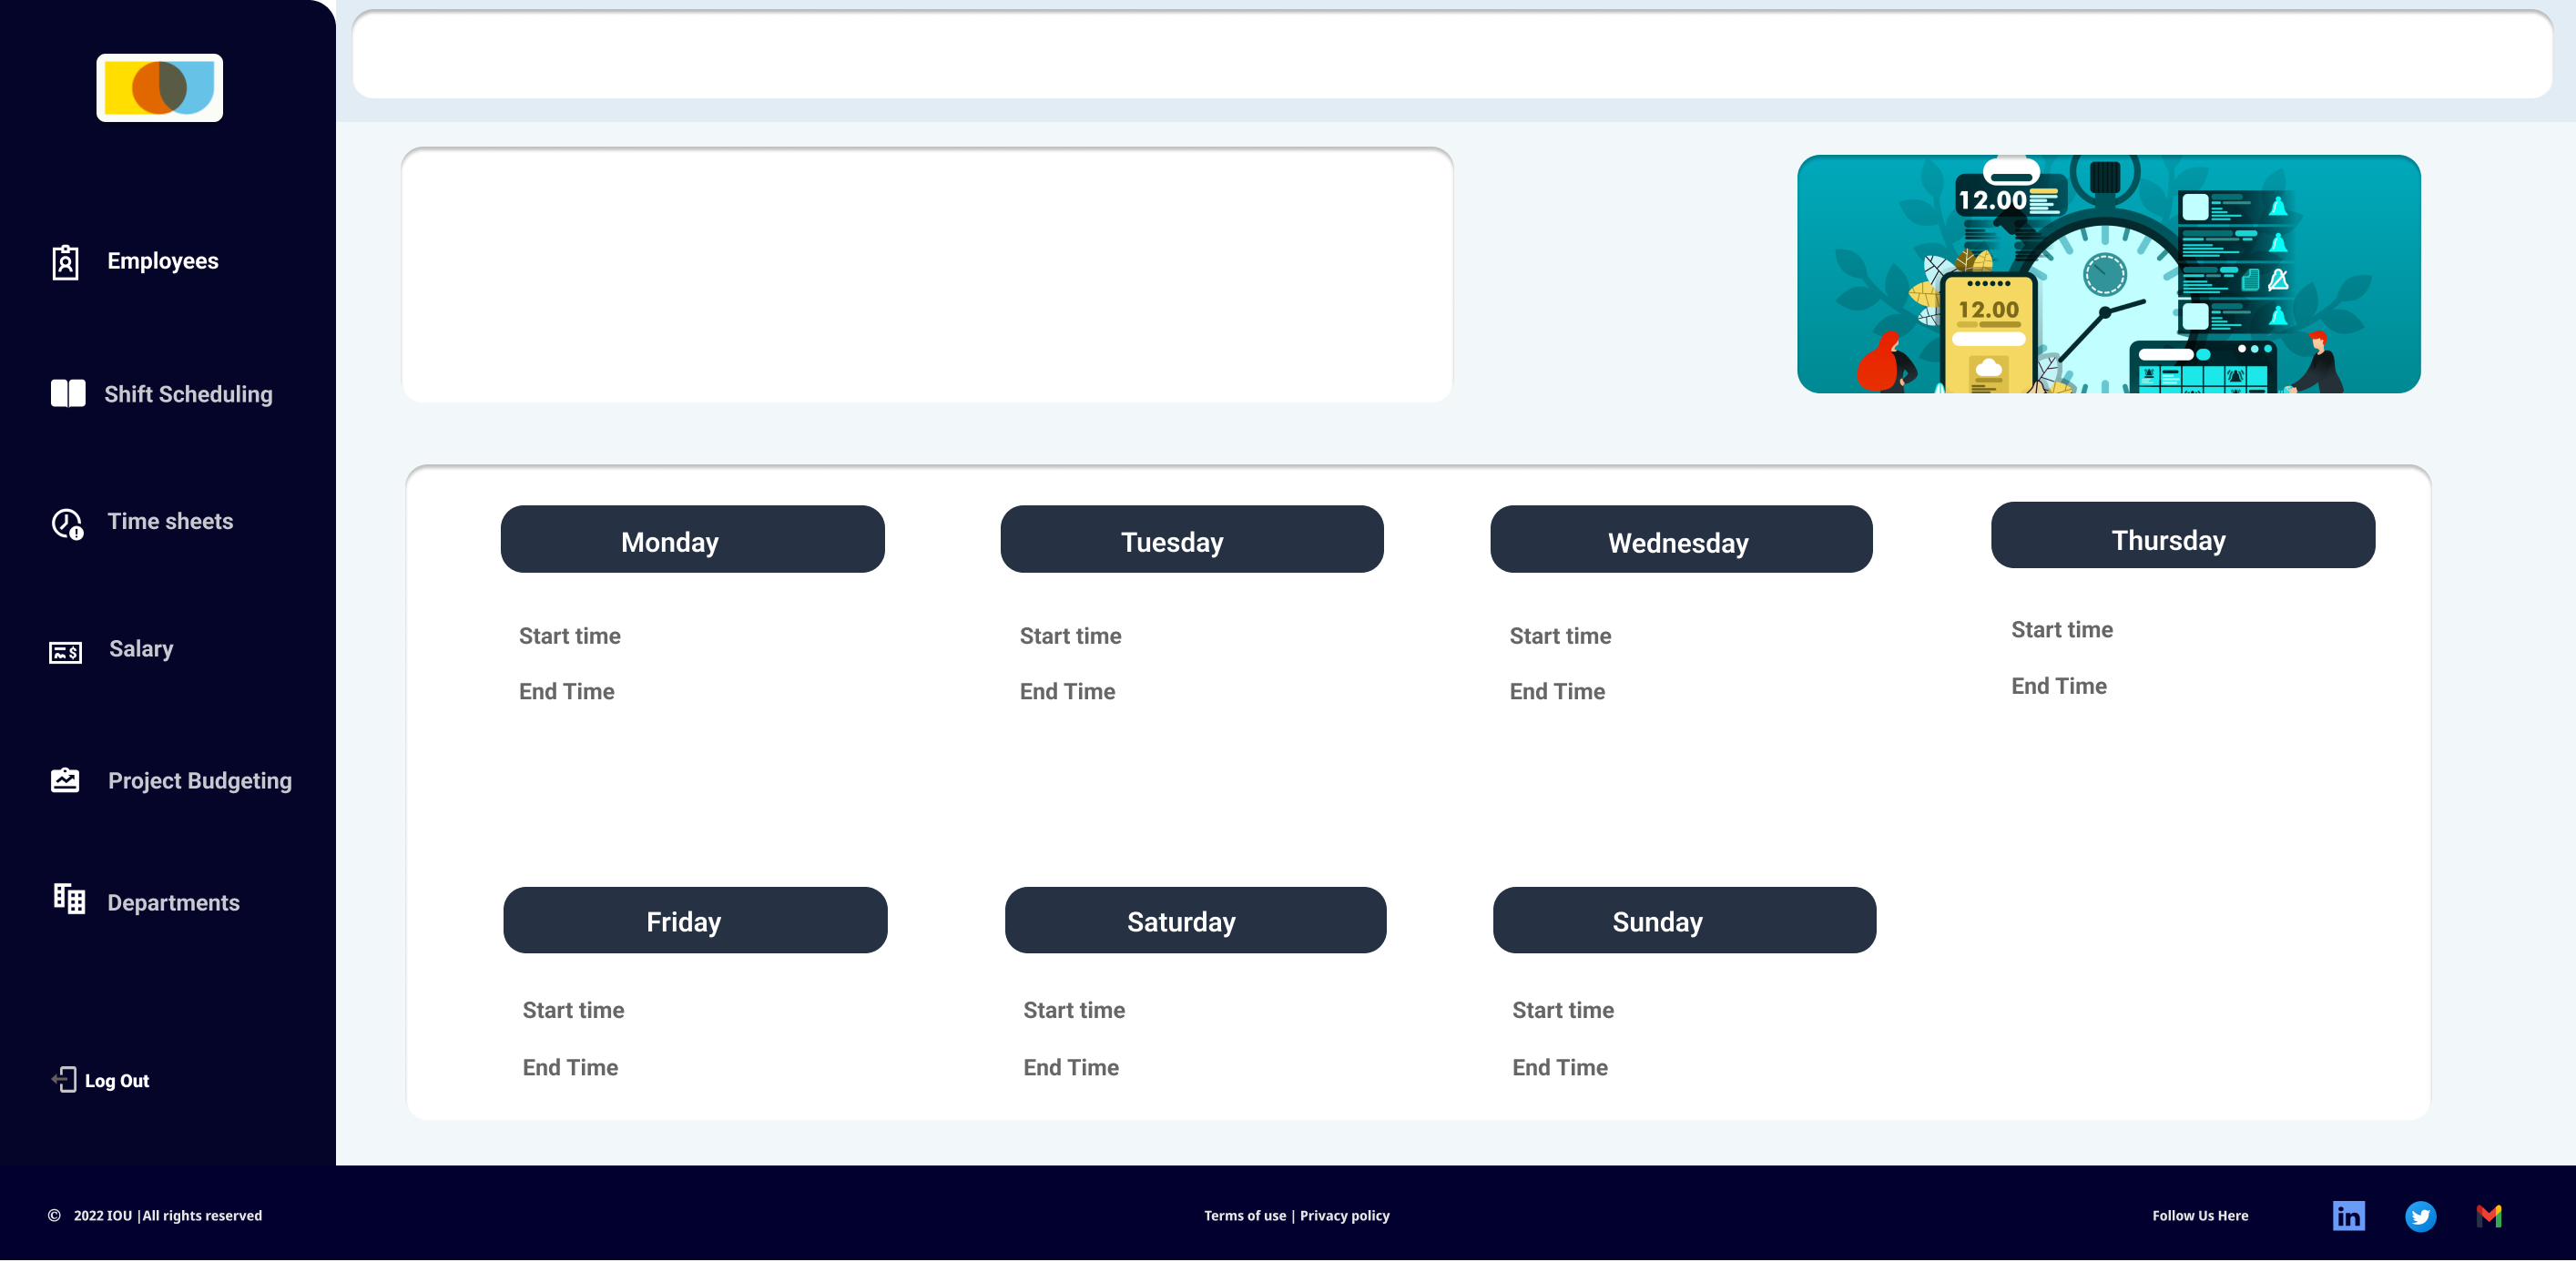 12.00
12.00
Employees
Shift Scheduling
Time sheets
Salary
Project Budgeting
Departments
Log Out
Monday
Tuesday
Wednesday
Thursday
Start time
Start time
Start time
Start time
End Time
End Time
End Time
End Time
Friday
Saturday
Sunday
Start time
Start time
Start time
End Time
End Time
End Time
© 2022 IOU |All rights reserved
Terms of use | Privacy policy
Follow Us Here
in